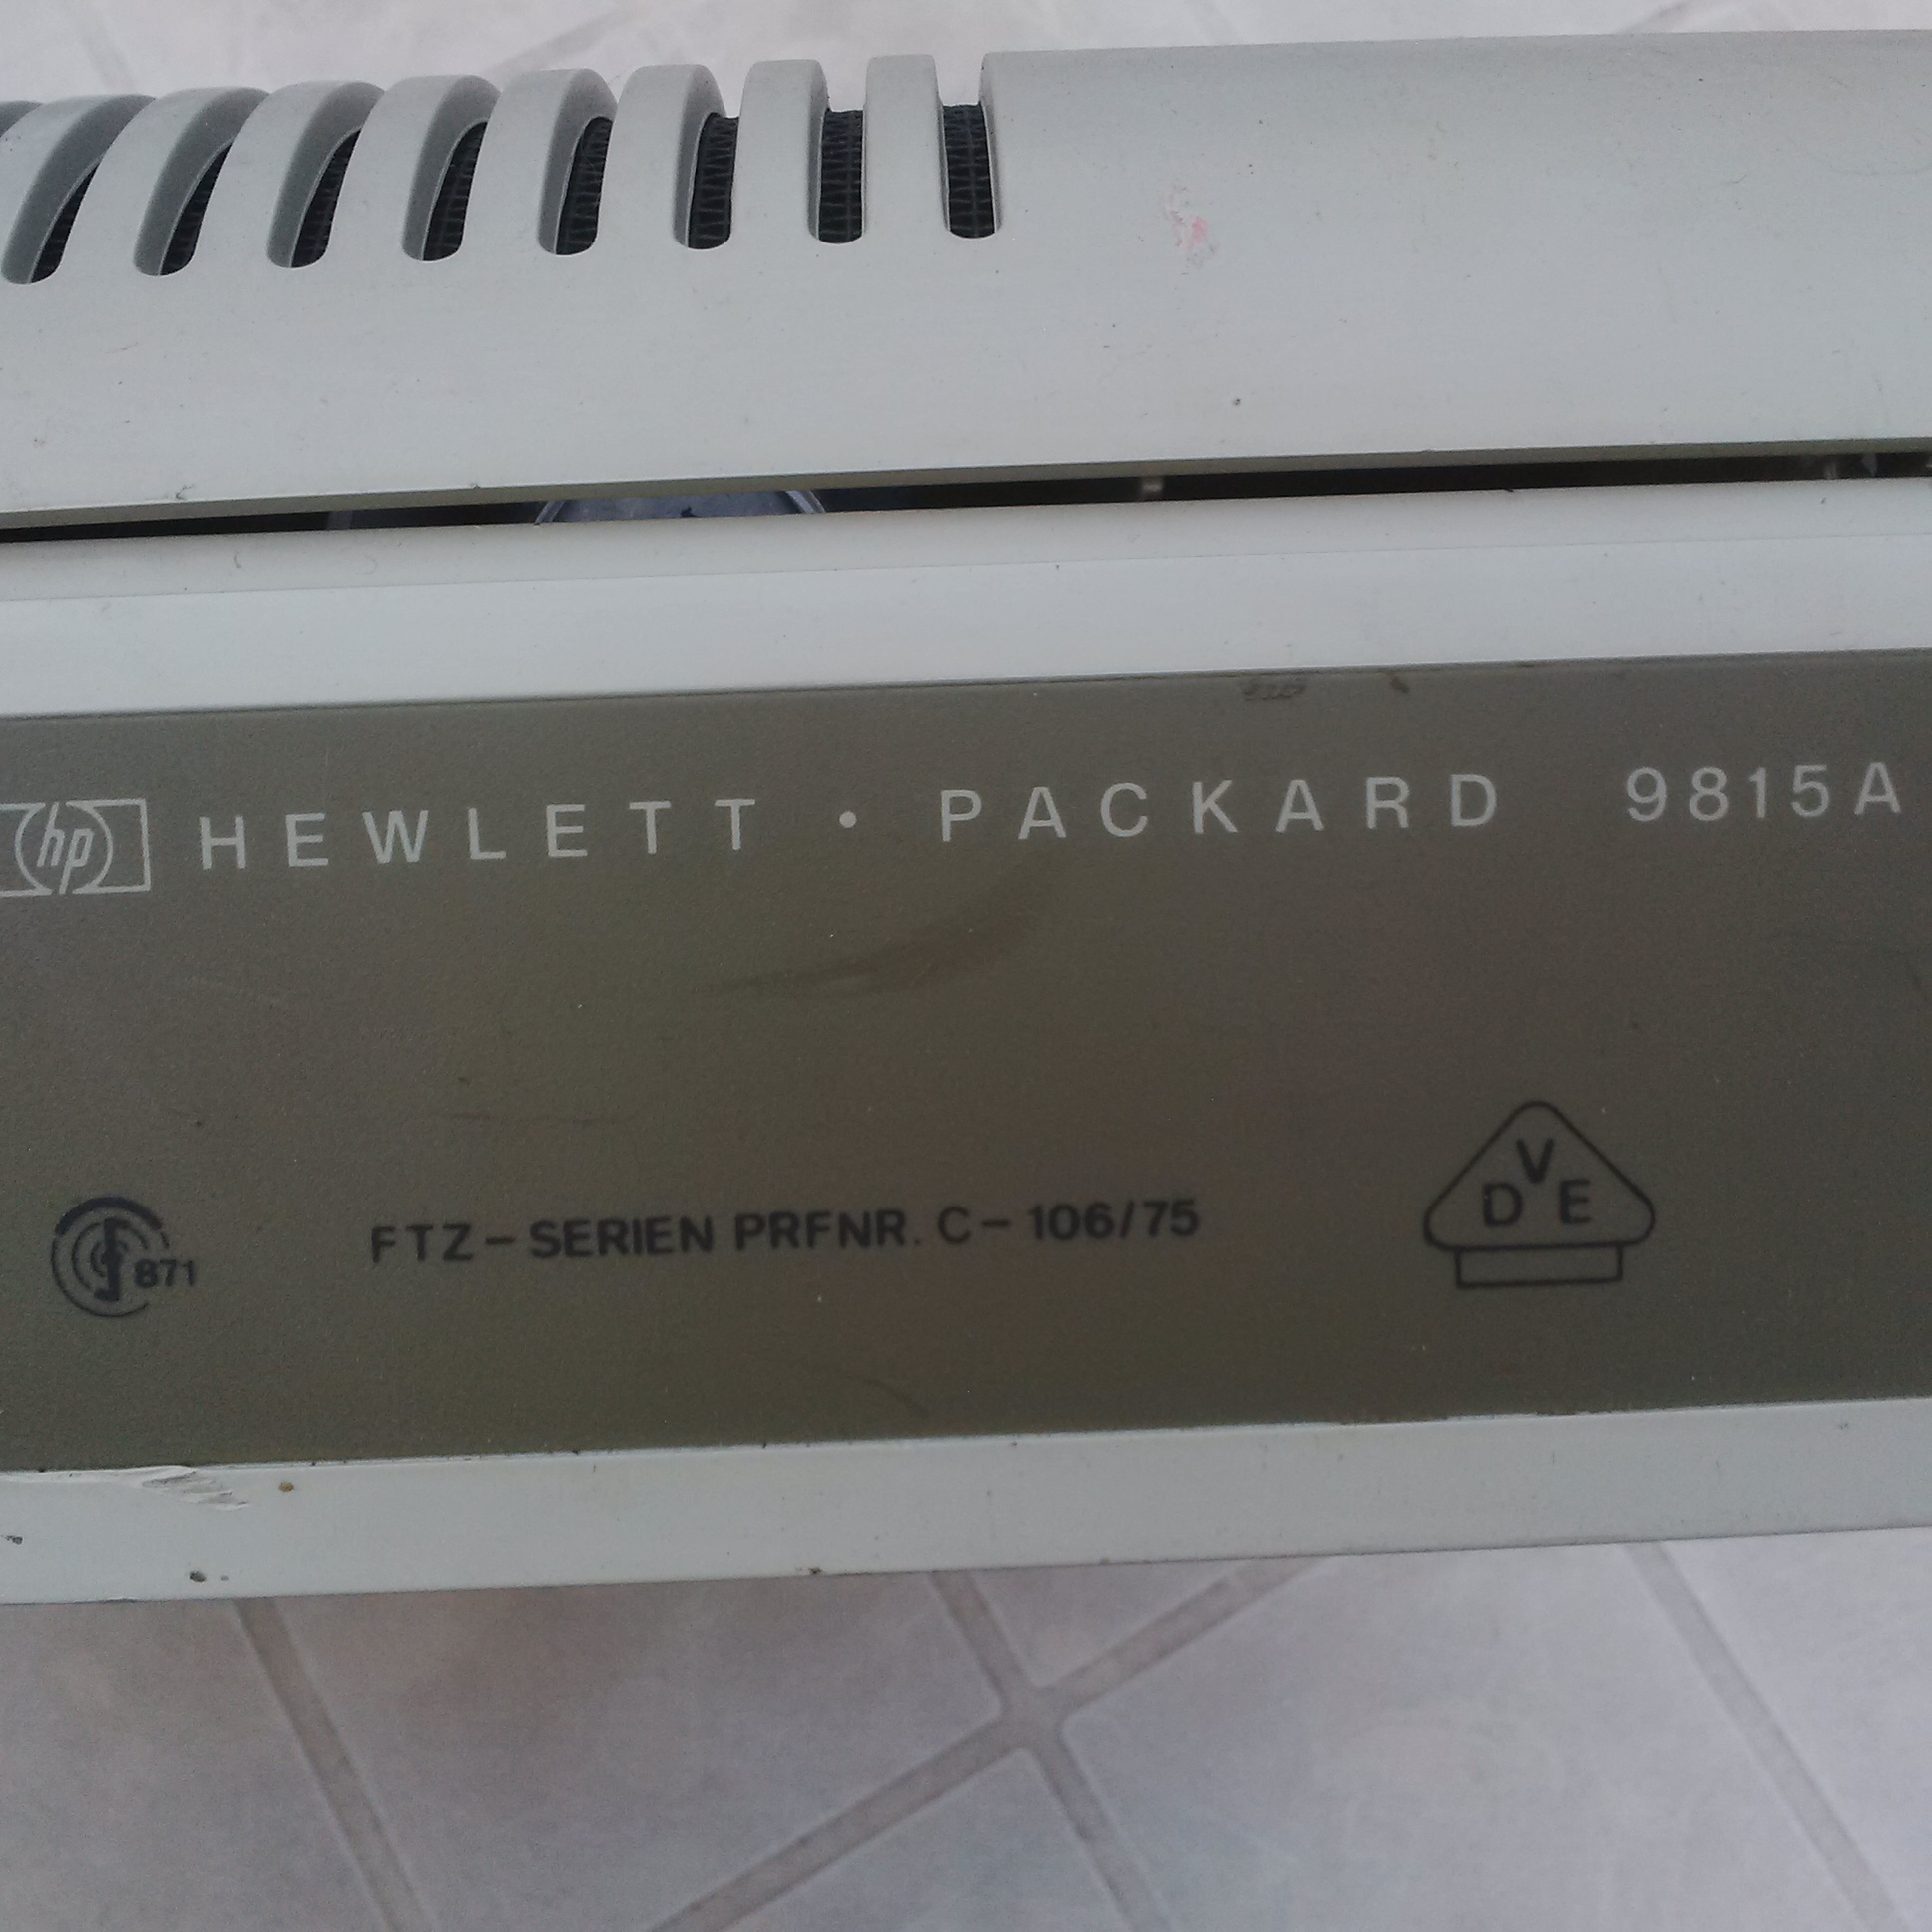 hp HEWLETT • PACKARD 9815A
871 FTZ-SERIEN PRFNR. C-106/75
VDE